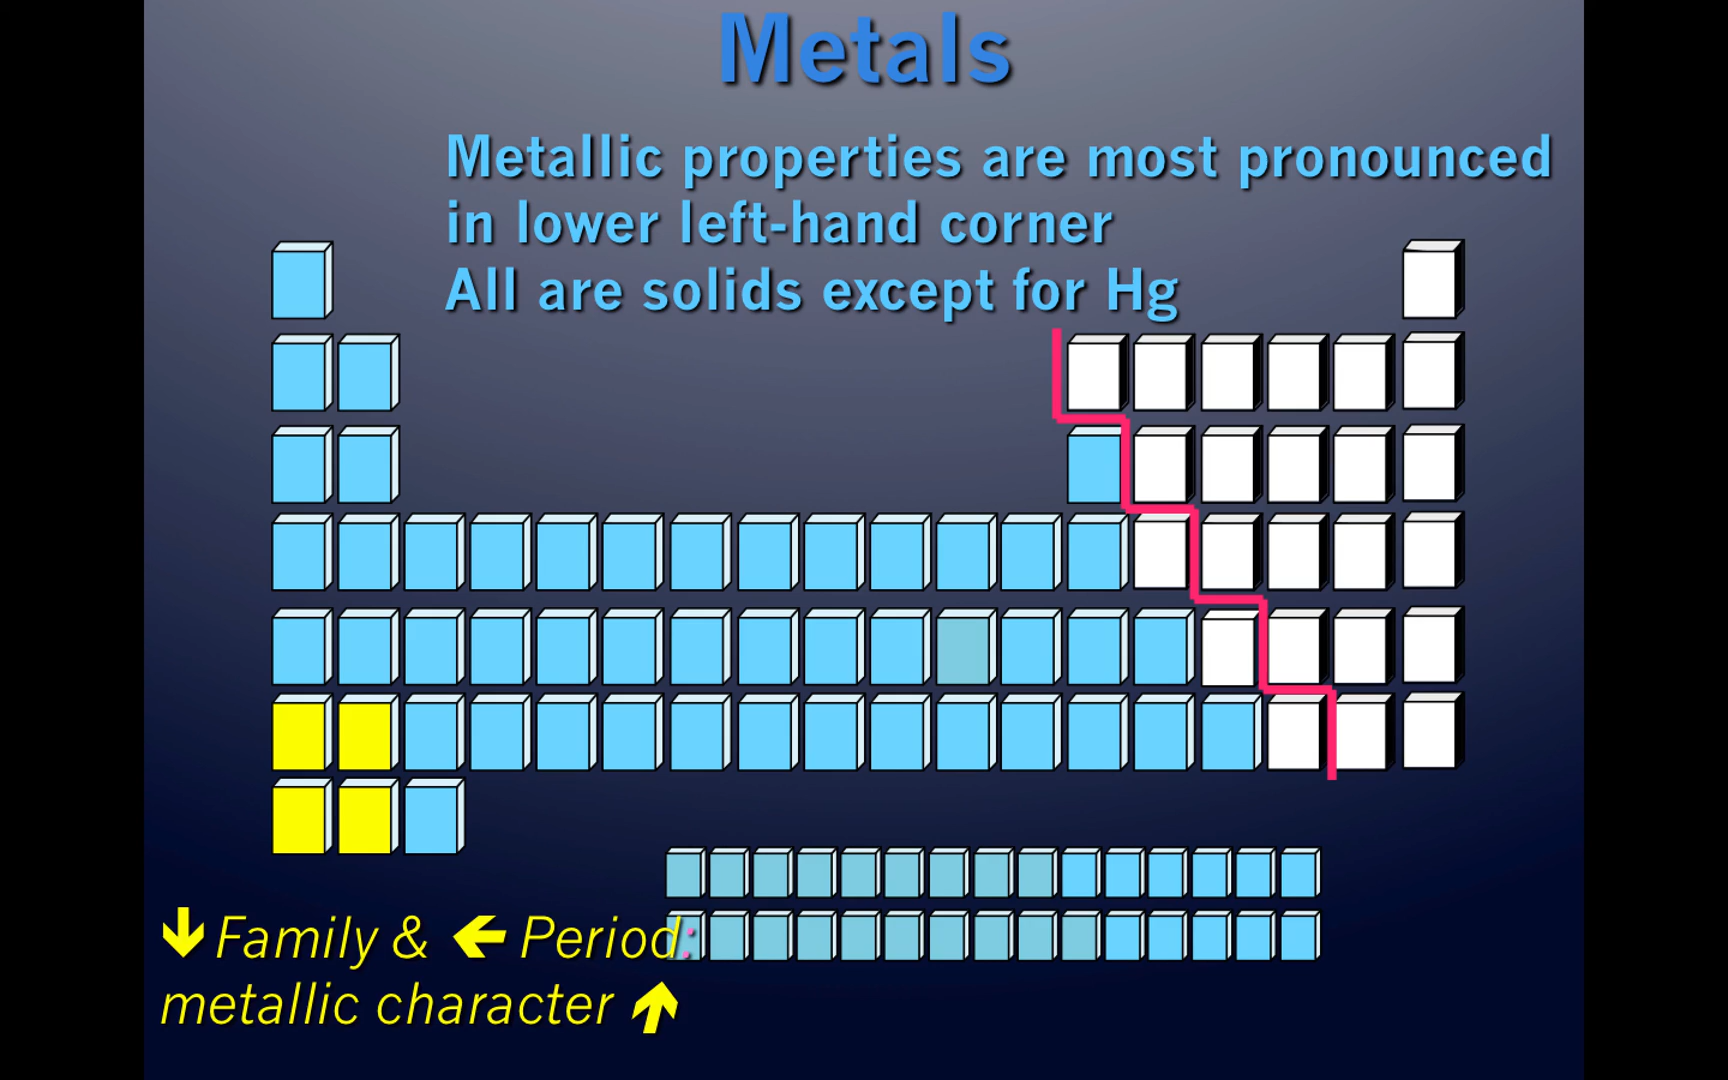 Metals
Metallic properties are most pronounced
in lower left-hand corner
All are solids except for Hg
↓ Family & ← Period:
metallic character ↑